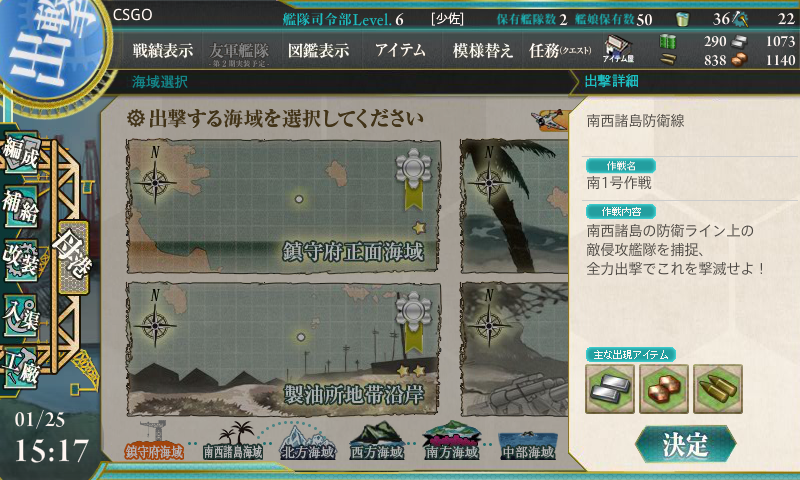 CSGO
艦隊司令部Level. 6 [少佐] 保有艦隊数 2 艦娘保有数 50 36 22
戦績表示 友軍艦隊 図鑑表示 アイテム 模様替え 任務(クエスト) アイテム屋 290 1073
-第2期実装予定- 838 1140
出撃
海域選択
出撃詳細
出撃する海域を選択してください
N
N
鎮守府正面海域
N
N
製油所地帯沿岸
鎮守府海域 南西諸島海域 北方海域 西方海域 南方海域 中部海域
編成
補給
改装
入渠
工廠
母港
01/25
15:17
南西諸島防衛線
作戦名
南1号作戦
作戦内容
南西諸島の防衛ライン上の
敵侵攻艦隊を捕捉、
全力出撃でこれを撃滅せよ！
主な出現アイテム
決定